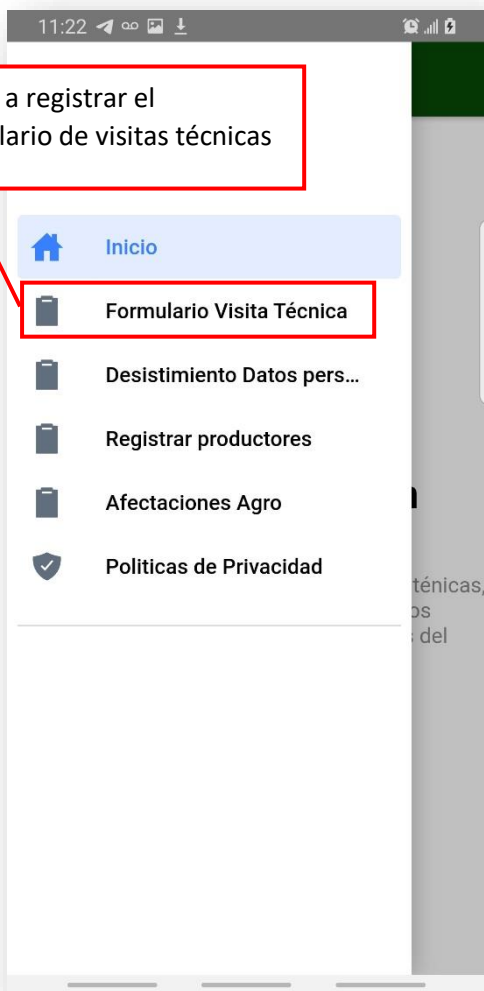 11:22
a registrar el
lario de visitas técnicas
Inicio
Formulario Visita Técnica
Desistimiento Datos pers...
Registrar productores
Afectaciones Agro
Politicas de Privacidad
ténicas,
os
del